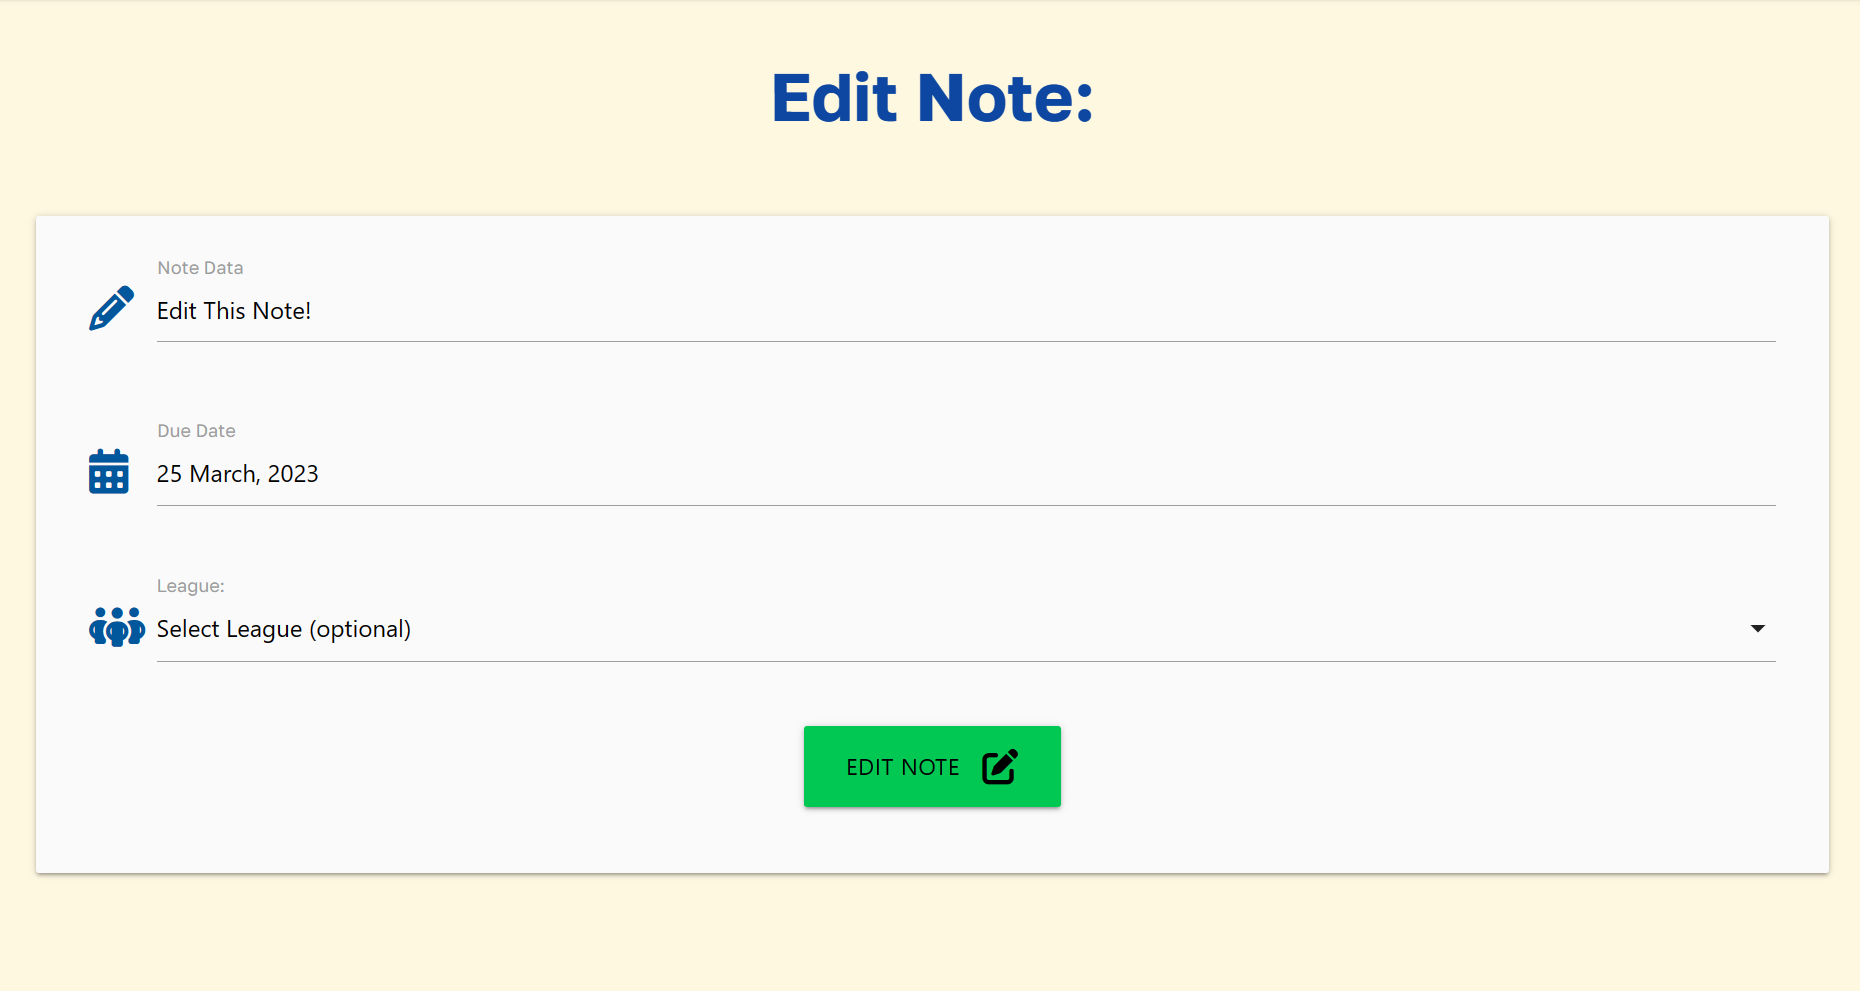 Edit Note:
Note Data
Edit This Note!
Due Date
25 March, 2023
League:
Select League (optional)
EDIT NOTE